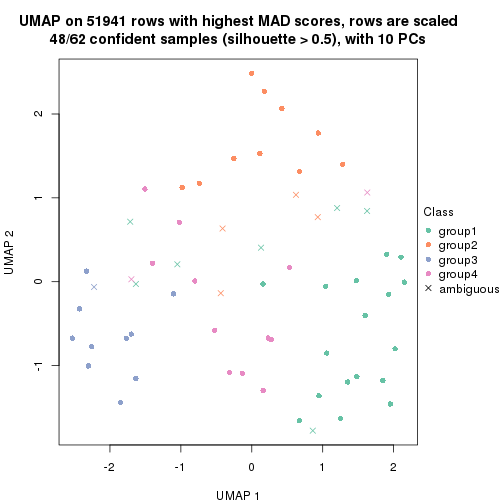 UMAP on 51941 rows with highest MAD scores, rows are scaled
48/62 confident samples (silhouette > 0.5), with 10 PCs
UMAP 2
2
1
0
-1
-2
-1
0
1
2
UMAP 1
Class
group1
group2
group3
group4
ambiguous